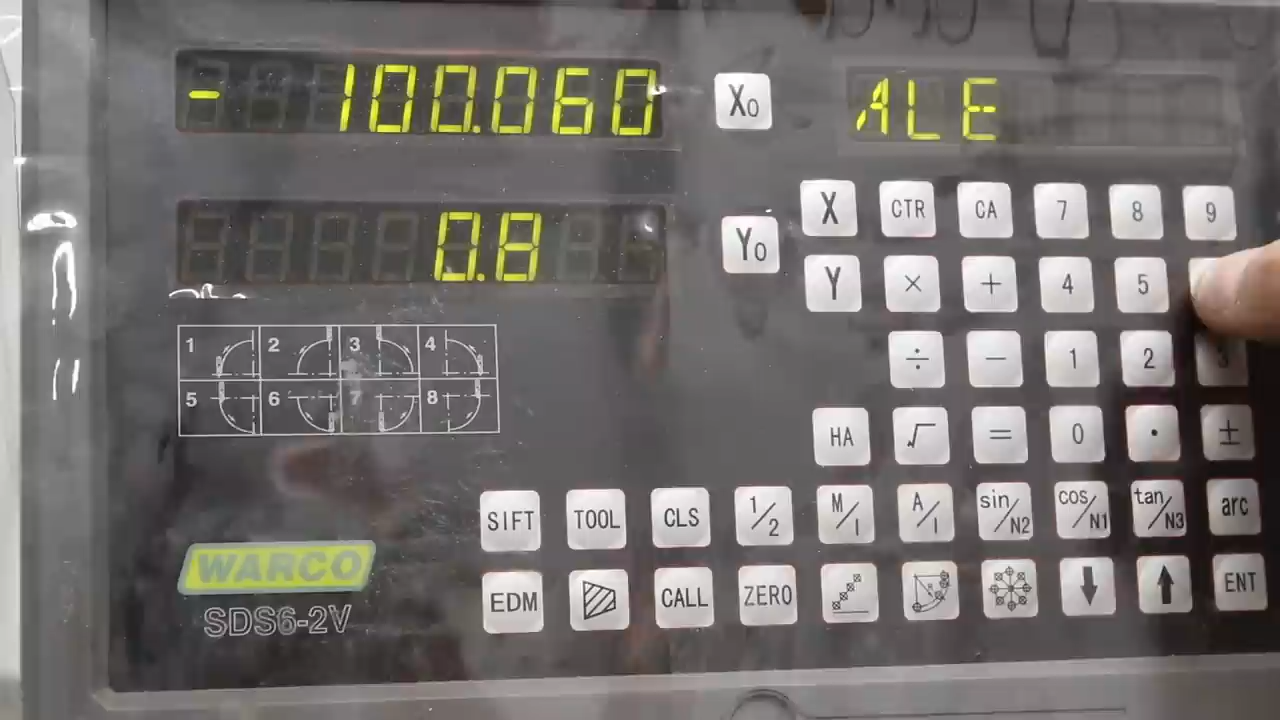 - 100.060
X0
ALE
0.8
Y0
X CTR CA 7 8 9
Y × + 4 5
÷ - 1 2 3
HA √ = 0 . ±
1 2 3 4
5 6 7 8
SIFT TOOL CLS 1/2 M/I A/I sin/N2 cos/N1 tan/N3 arc
EDM CALL ZERO ↓ ↑ ENT
WARCO
SDS6-2V